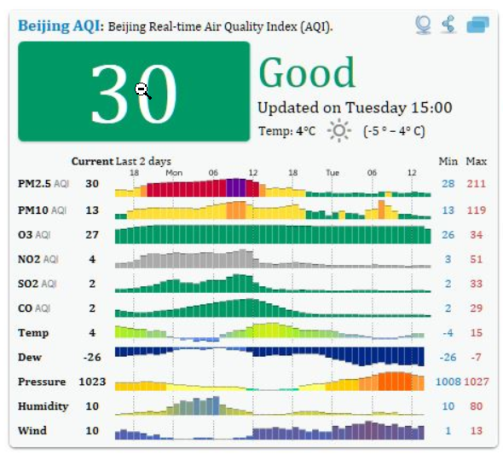 Beijing AQI: Beijing Real-time Air Quality Index (AQI).
30
Good
Updated on Tuesday 15:00
Temp: 4°C (-5 ° – 4° C)
Current Last 2 days Min Max
18 Mon 06 12 18 Tue 06 12
PM2.5 AQI 30 28 211
PM10 AQI 13 13 119
O3 AQI 27 26 34
NO2 AQI 4 3 51
SO2 AQI 2 2 33
CO AQI 2 2 29
Temp 4 -4 15
Dew -26 -26 -7
Pressure 1023 1008 1027
Humidity 10 10 80
Wind 10 1 13